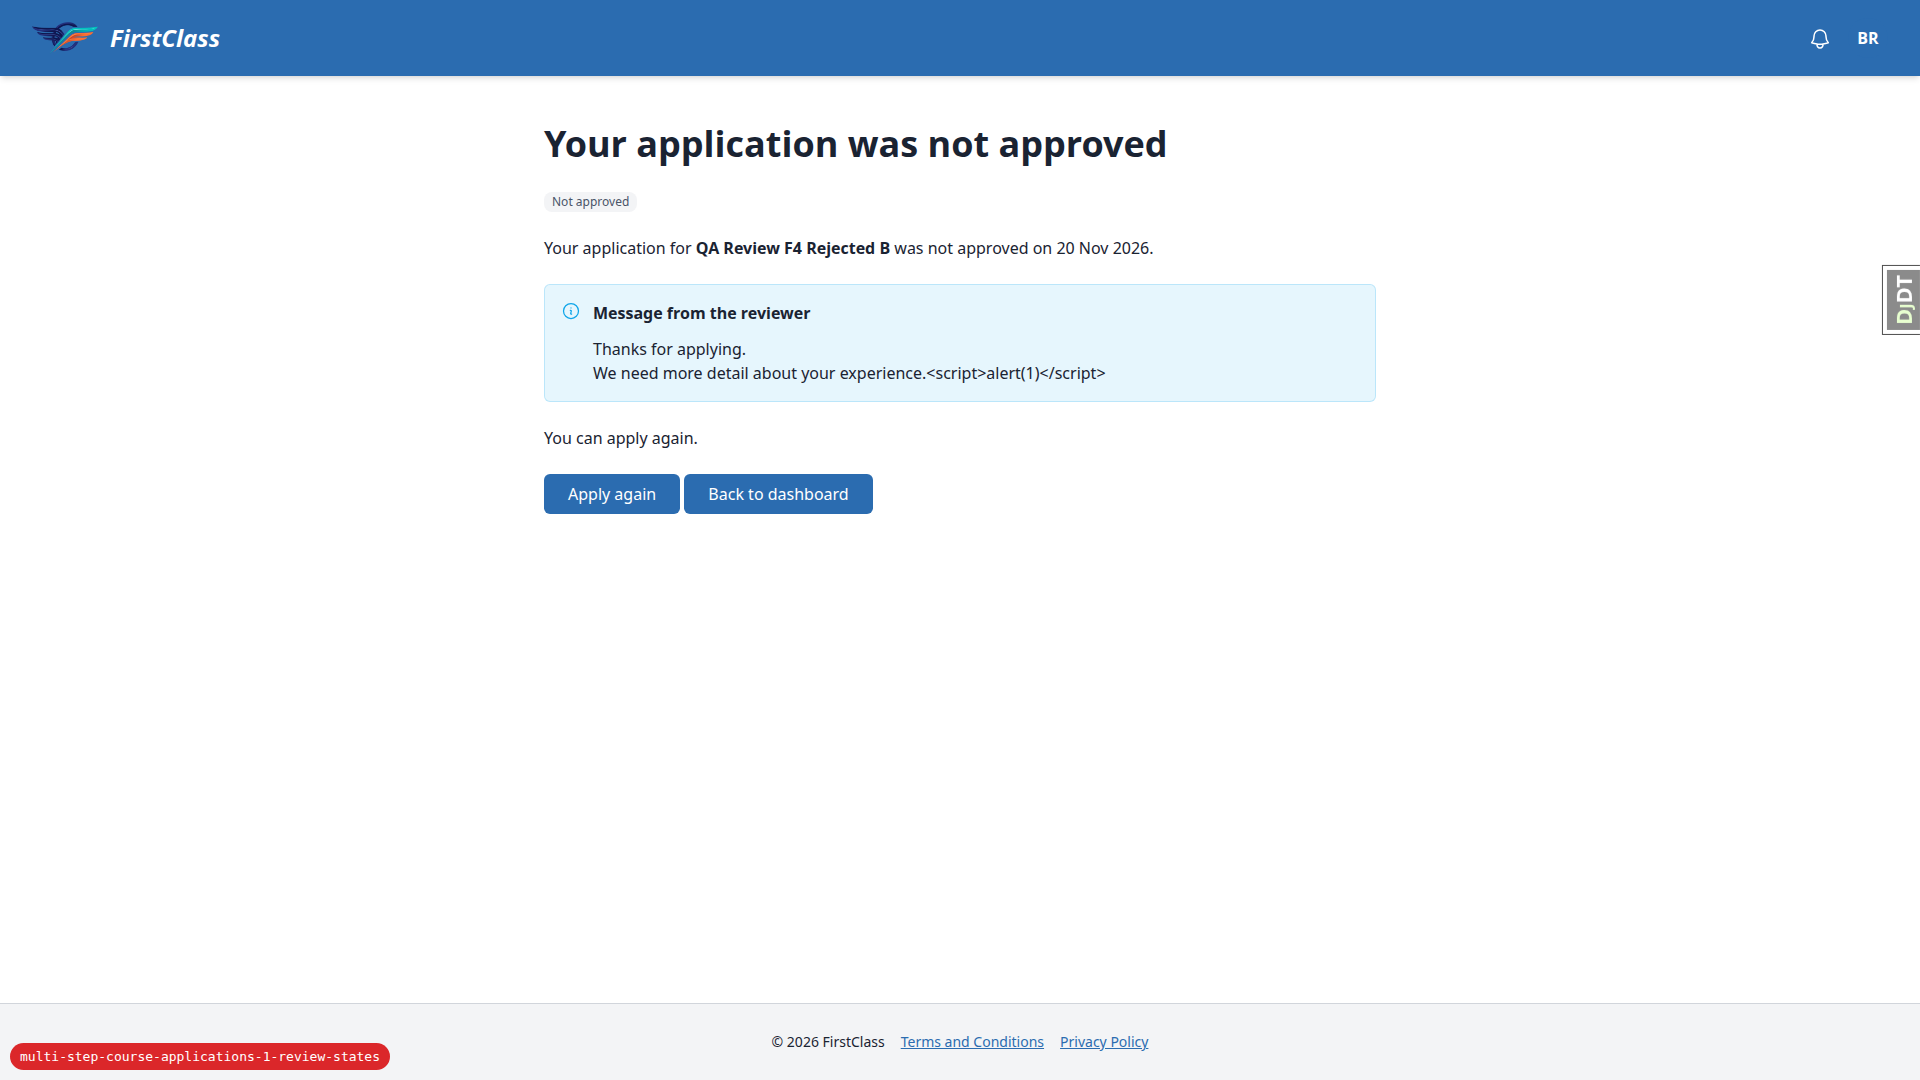 FirstClass
BR
Your application was not approved
Not approved
Your application for QA Review F4 Rejected B was not approved on 20 Nov 2026.
Message from the reviewer
Thanks for applying.
We need more detail about your experience.<script>alert(1)</script>
You can apply again.
Apply again
Back to dashboard
DjDT
© 2026 FirstClass
Terms and Conditions
Privacy Policy
multi-step-course-applications-1-review-states